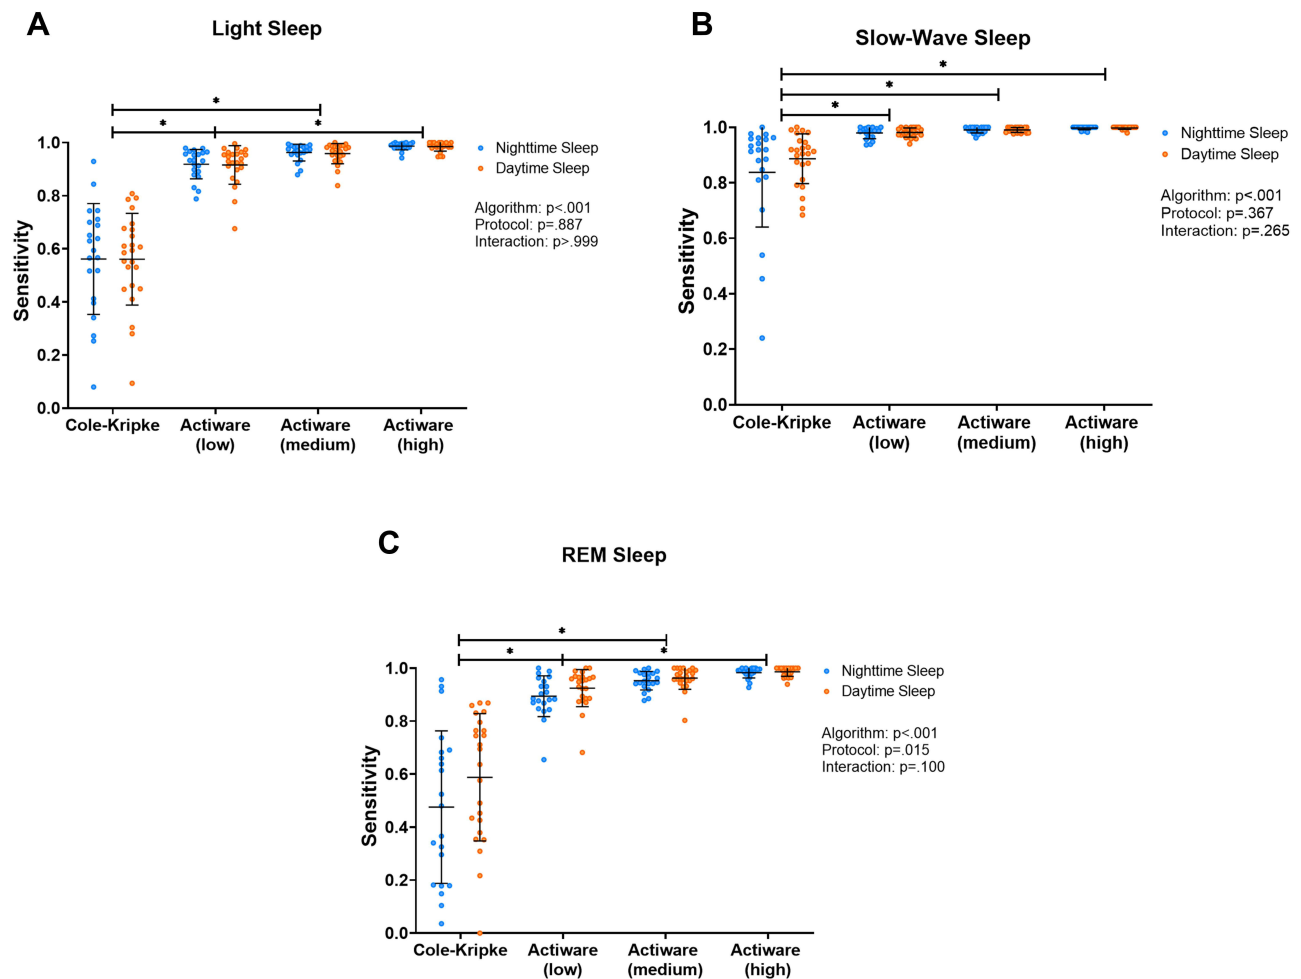 A
Light Sleep
*
*
*
Sensitivity
1.0
0.8
0.6
0.4
0.2
0.0
Cole-Kripke
Actiware
(low)
Actiware
(medium)
Actiware
(high)
Nighttime Sleep
Daytime Sleep
Algorithm: p<.001
Protocol: p=.887
Interaction: p>.999
B
Slow-Wave Sleep
*
*
*
Sensitivity
1.0
0.8
0.6
0.4
0.2
0.0
Cole-Kripke
Actiware
(low)
Actiware
(medium)
Actiware
(high)
Nighttime Sleep
Daytime Sleep
Algorithm: p<.001
Protocol: p=.367
Interaction: p=.265
C
REM Sleep
*
*
*
Sensitivity
1.0
0.8
0.6
0.4
0.2
0.0
Cole-Kripke
Actiware
(low)
Actiware
(medium)
Actiware
(high)
Nighttime Sleep
Daytime Sleep
Algorithm: p<.001
Protocol: p=.015
Interaction: p=.100